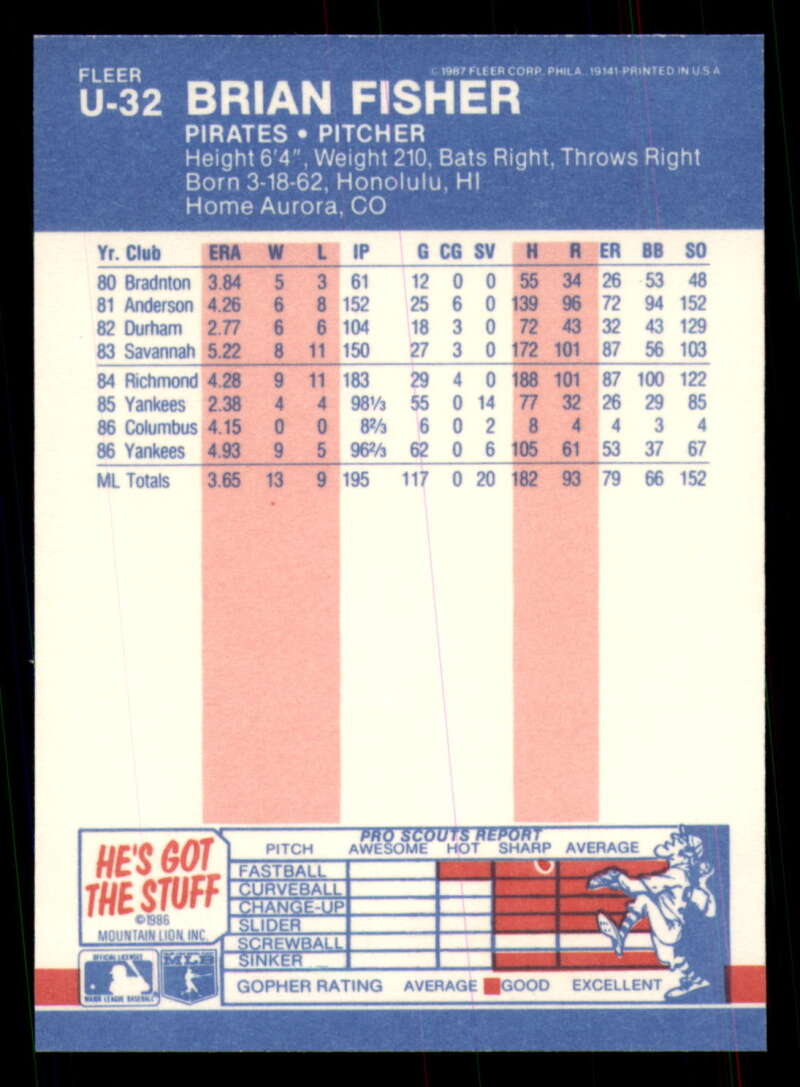 FLEER
©1987 FLEER CORP. PHILA., 19141-PRINTED IN U.S.A.
U-32 BRIAN FISHER
PIRATES • PITCHER
Height 6'4", Weight 210, Bats Right, Throws Right
Born 3-18-62, Honolulu, HI
Home Aurora, CO
Yr. Club ERA W L IP G CG SV H R ER BB SO
80 Bradnton 3.84 5 3 61 12 0 0 55 34 26 53 48
81 Anderson 4.26 6 8 152 25 6 0 139 96 72 94 152
82 Durham 2.77 6 6 104 18 3 0 72 43 32 43 129
83 Savannah 5.22 8 11 150 27 3 0 172 101 87 56 103
84 Richmond 4.28 9 11 183 29 4 0 188 101 87 100 122
85 Yankees 2.38 4 4 98⅓ 55 0 14 77 32 26 29 85
86 Columbus 4.15 0 0 8⅔ 6 0 2 8 4 4 3 4
86 Yankees 4.93 9 5 96⅔ 62 0 6 105 61 53 37 67
ML Totals 3.65 13 9 195 117 0 20 182 93 79 66 152
HE'S GOT
THE STUFF
©1986
MOUNTAIN LION, INC.
PRO SCOUTS REPORT
PITCH AWESOME HOT SHARP AVERAGE
FASTBALL
CURVEBALL
CHANGE-UP
SLIDER
SCREWBALL
SINKER
GOPHER RATING AVERAGE GOOD EXCELLENT
OFFICIAL LICENSEE
MAJOR LEAGUE BASEBALL
MLB